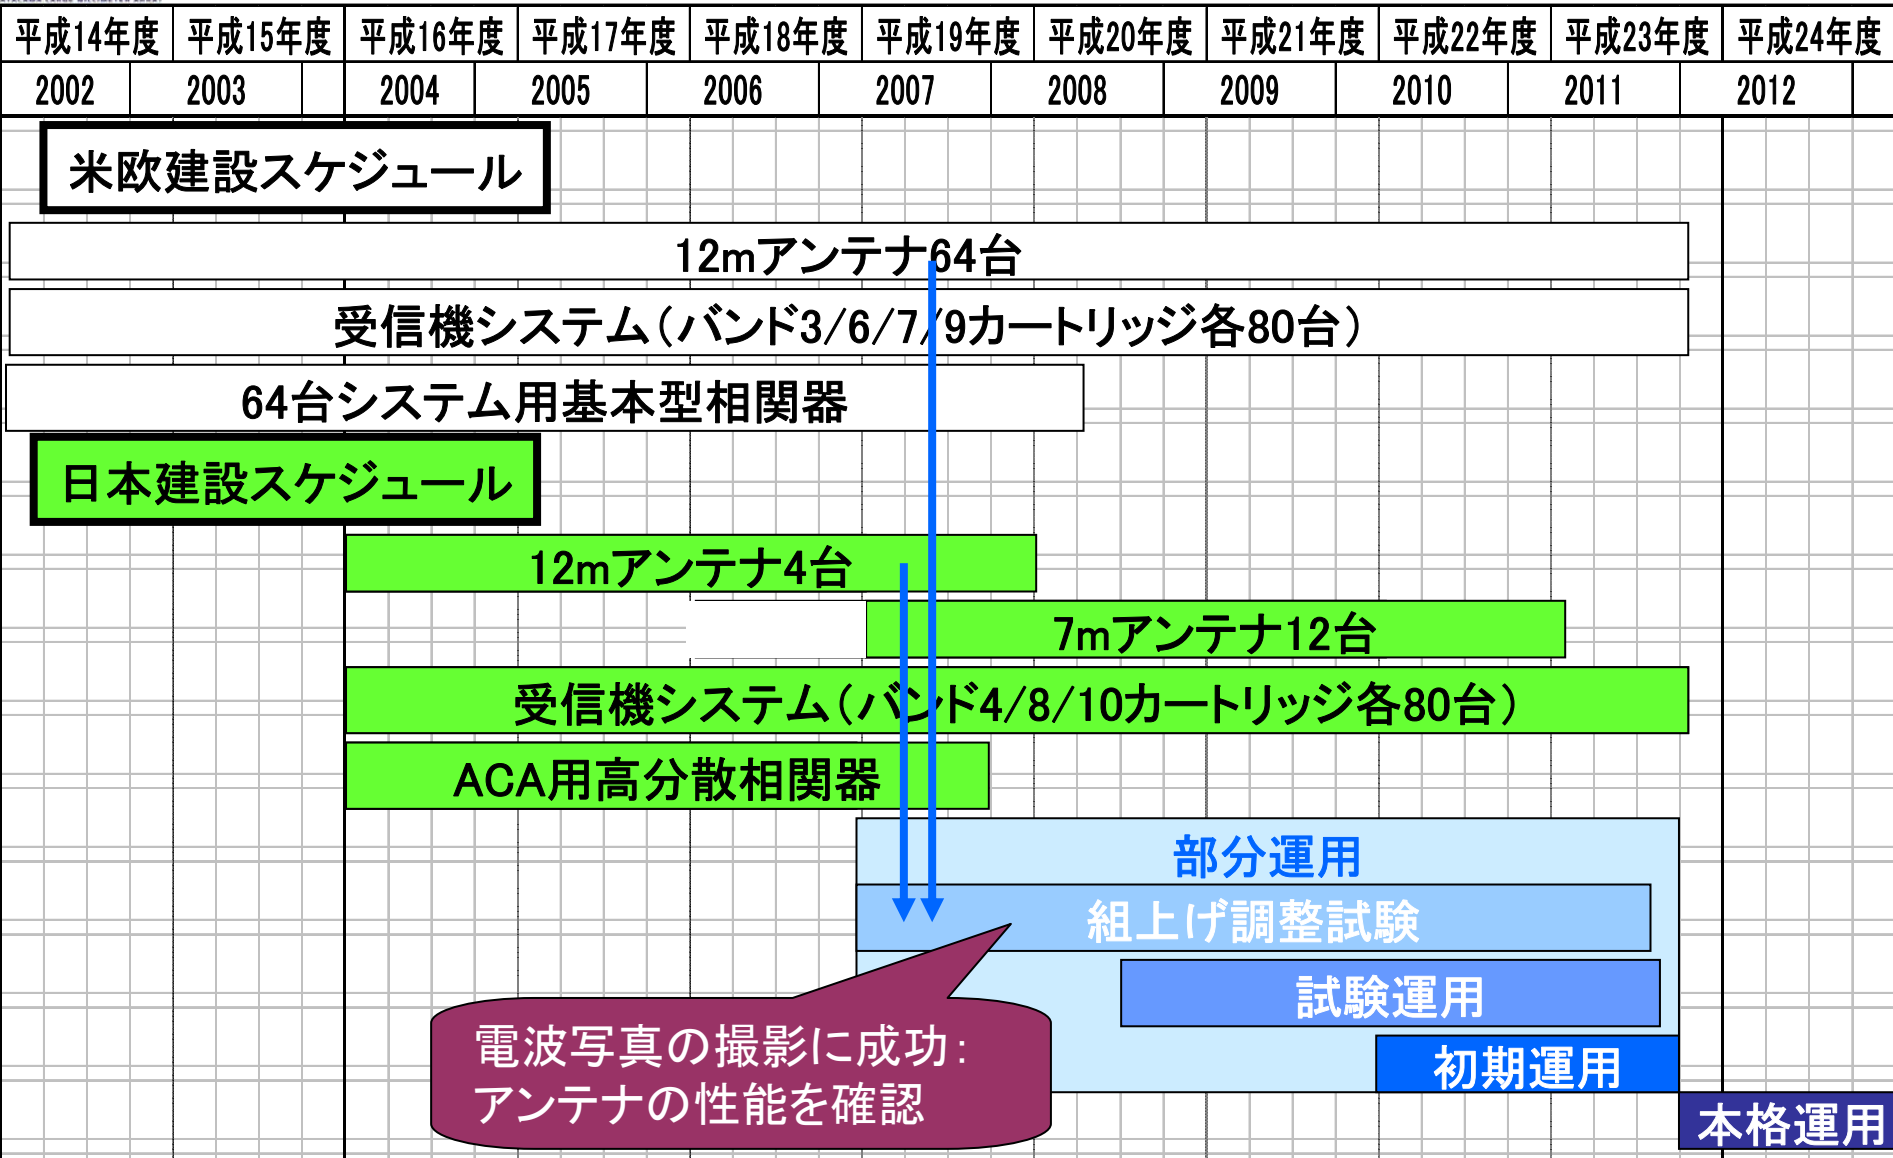 平成14年度 平成15年度 平成16年度 平成17年度 平成18年度 平成19年度 平成20年度 平成21年度 平成22年度 平成23年度 平成24年度
2002 2003 2004 2005 2006 2007 2008 2009 2010 2011 2012
米欧建設スケジュール
12mアンテナ64台
受信機システム（バンド3/6/7/9カートリッジ各80台）
64台システム用基本型相関器
日本建設スケジュール
12mアンテナ4台
7mアンテナ12台
受信機システム（バンド4/8/10カートリッジ各80台）
ACA用高分散相関器
部分運用
組上げ調整試験
試験運用
電波写真の撮影に成功：
アンテナの性能を確認
初期運用
本格運用